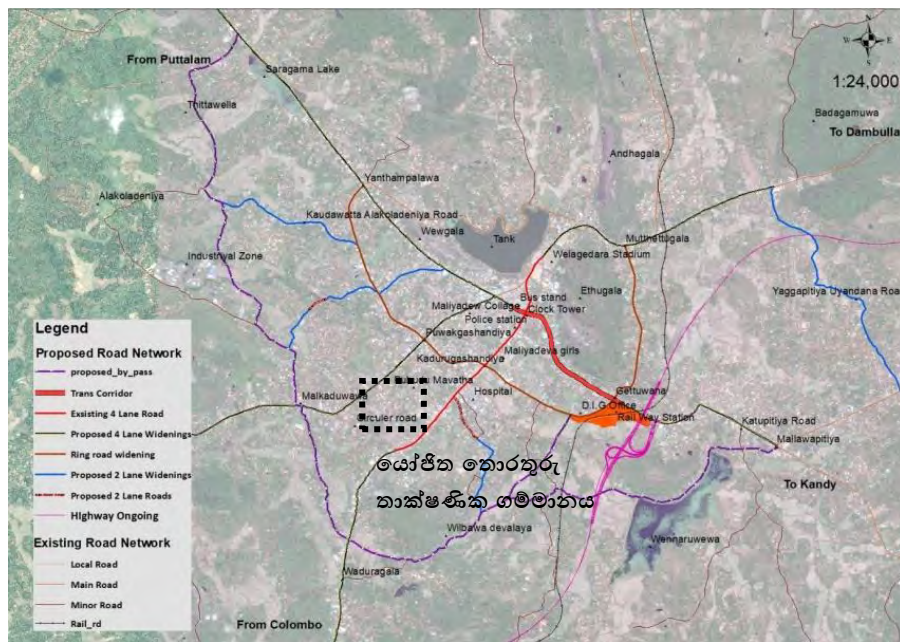 From Puttalam
Saragama Lake
N
W E
S
1:24,000
Thittawella
Badagamuwa
To Dambulla
Andhagala
Yanthampalawa
Alakoladeniya
Kaudawatta Alakoladeniya Road
Wewgala
Tank
Mutthettugala
Welagedara Stadium
Industriyal Zone
Yaggapitiya Uyandana Road
Ethugala
Bus stand
Maliyadew Collage
Clock Tower
Police station
Puwakgashandiya
Maliyadeva girls
Kadurugashandiya
Mavatha
Hospital
Gettuwana
Malkaduwawa
D.I.G Office
Circuler road
Rail Way Station
Katupitiya Road
Mallawapitiya
යෝජිත තොරතුරු
තාක්ෂණික ගම්මානය
To Kandy
Wilbawa devalaya
Wennaruwewa
Waduragala
From Colombo
Legend
Proposed Road Network
proposed_by_pass
Trans Corridor
Exsisting 4 Lane Road
Proposed 4 Lane Widenings
Ring road widening
Proposed 2 Lane Widenings
Proposed 2 Lane Roads
Highway Ongoing
Existing Road Network
Local Road
Main Road
Minor Road
Rail_rd